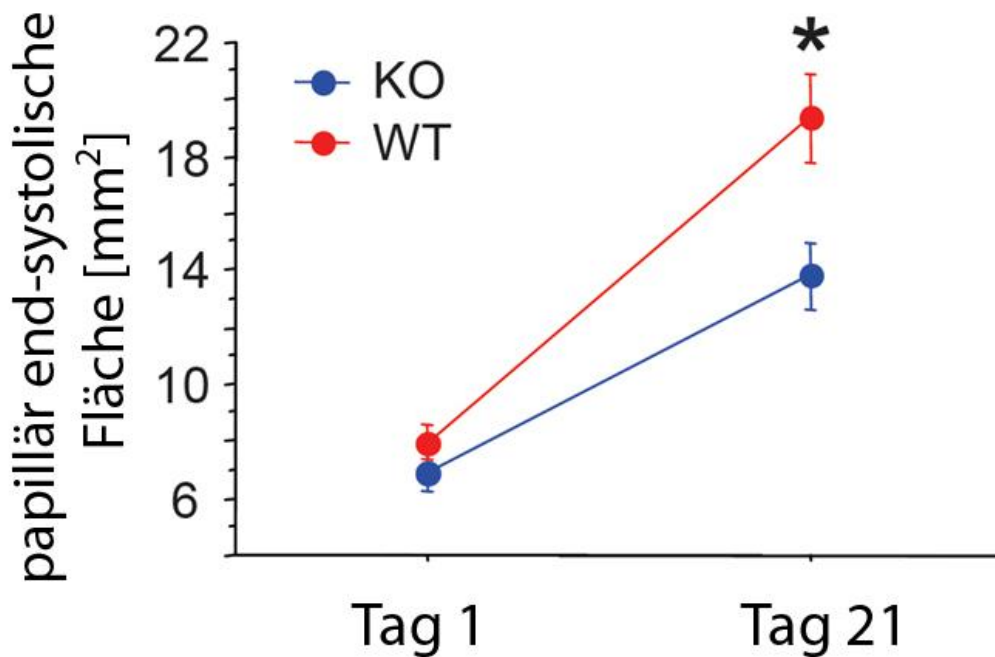 papillär end-systolische
Fläche [mm²]
22
18
14
10
6
KO
WT
*
Tag 1
Tag 21